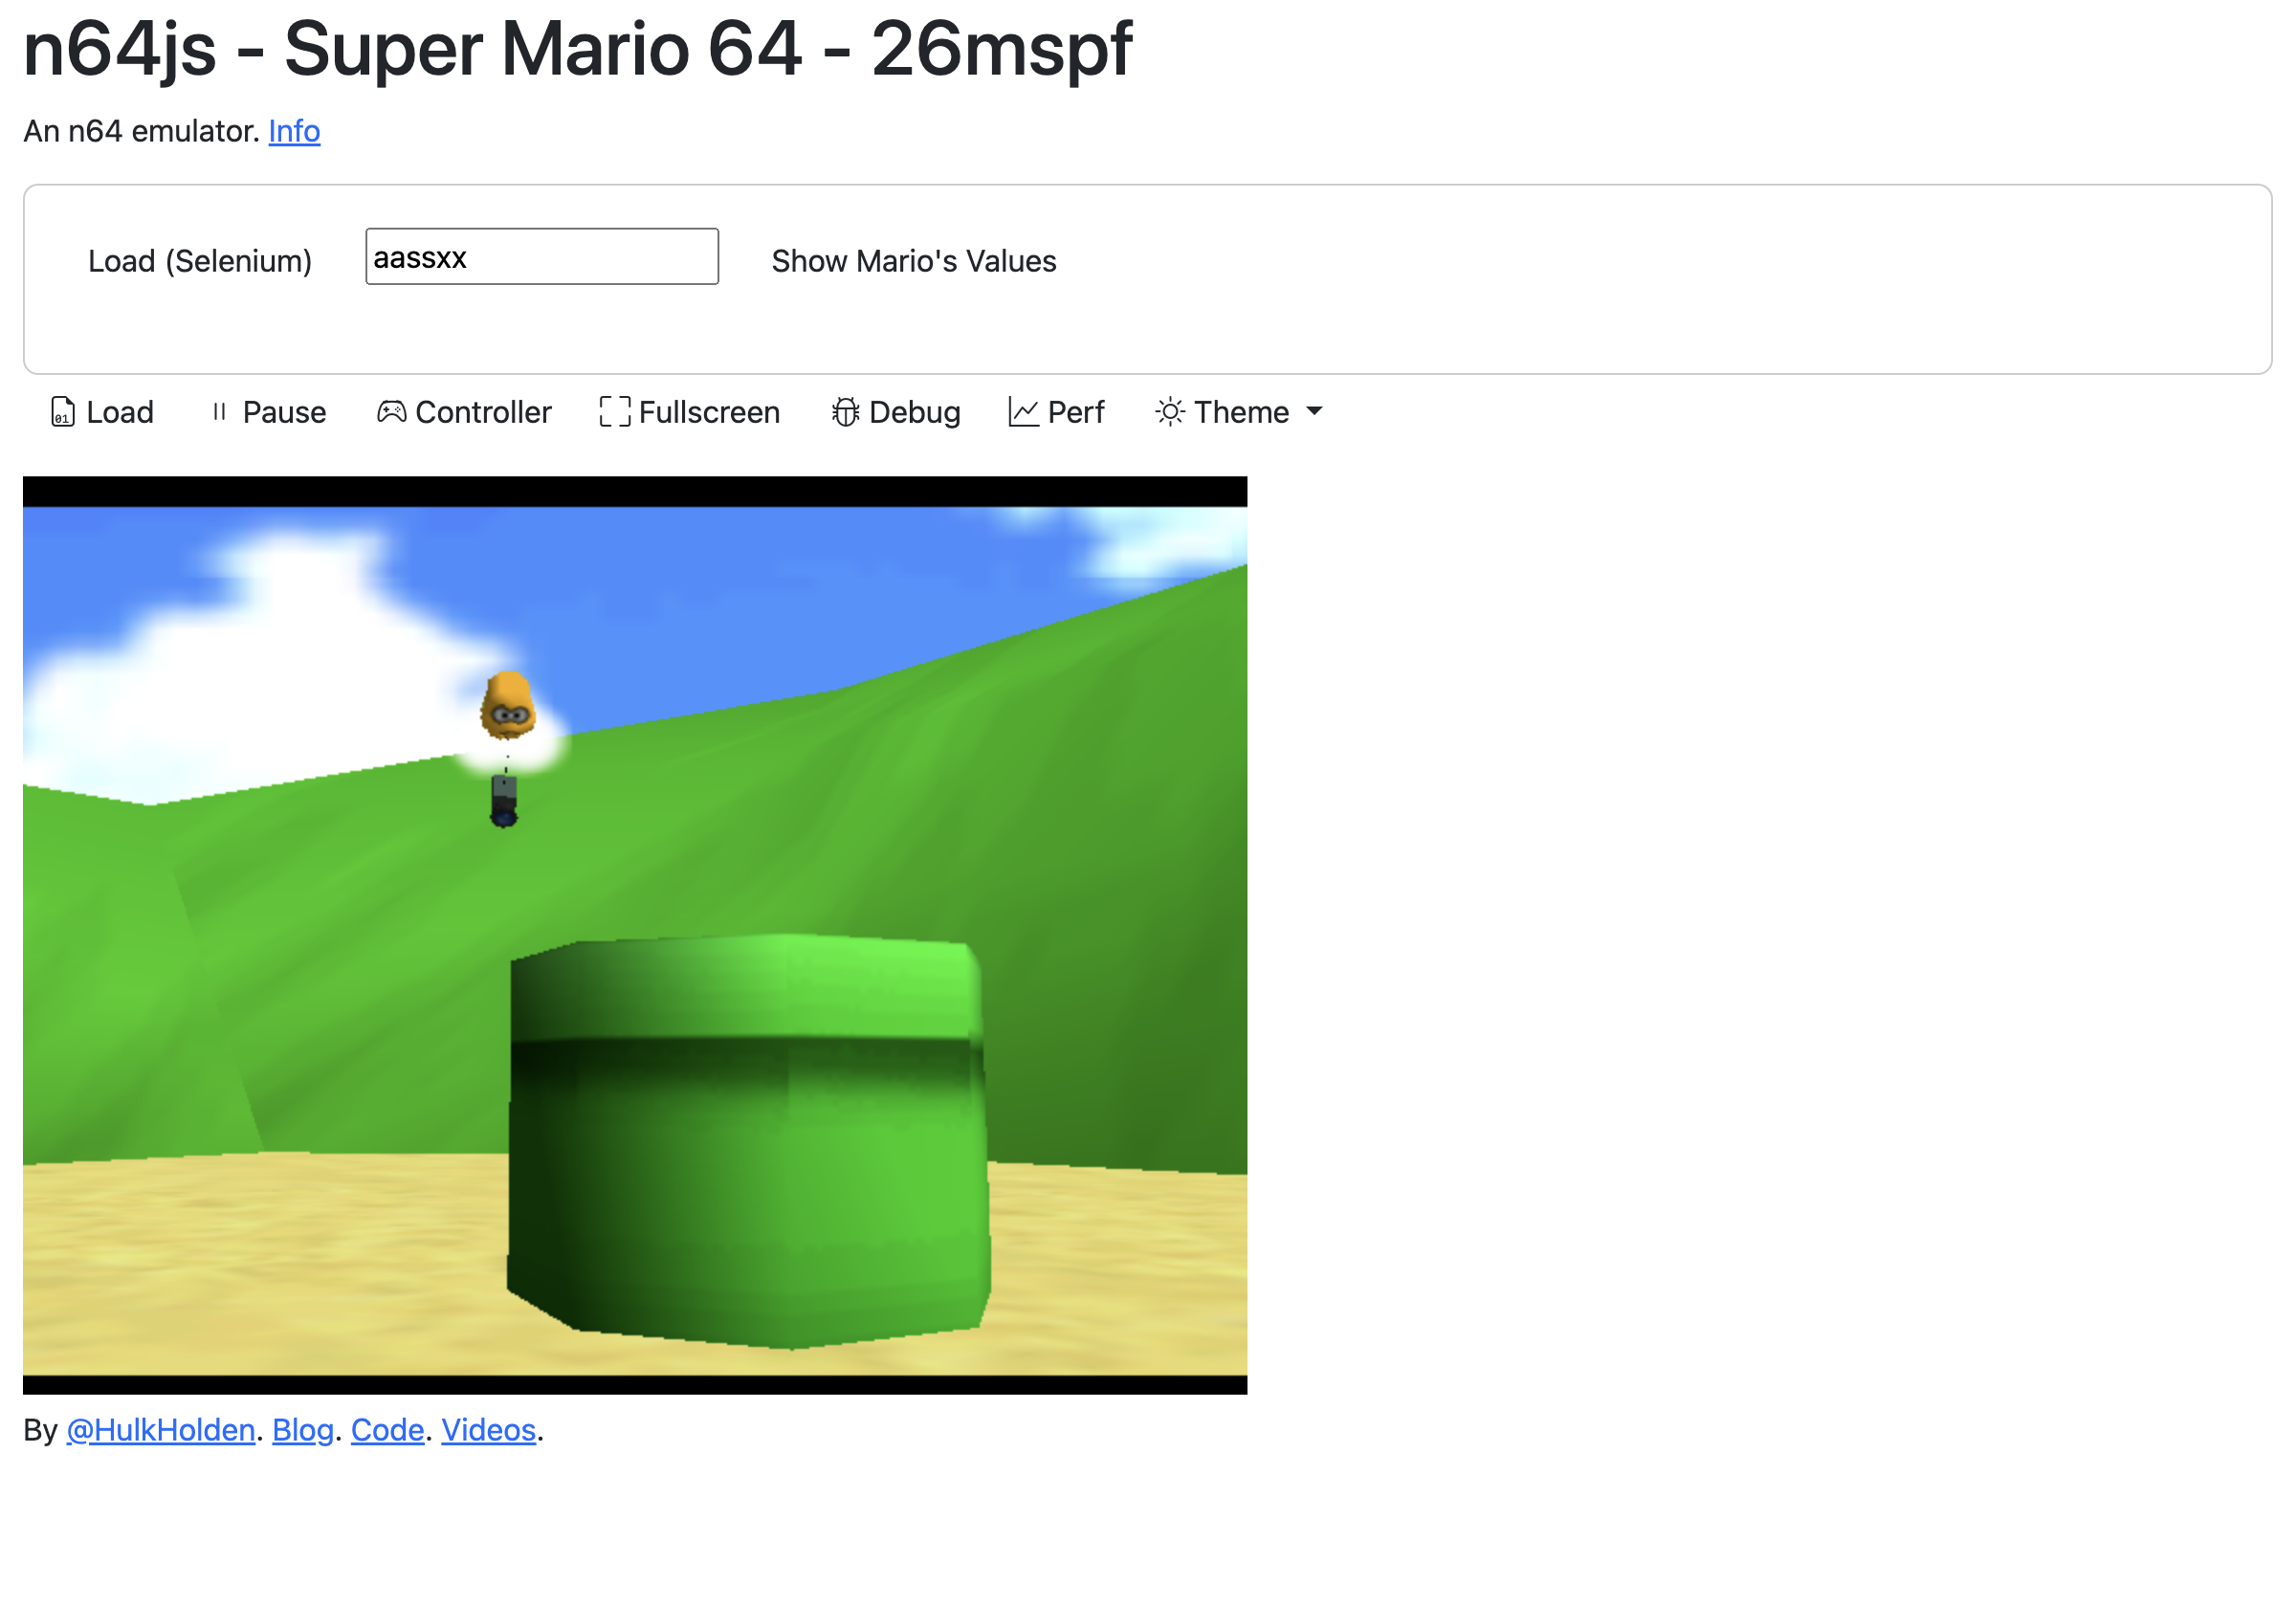 n64js - Super Mario 64 - 26mspf
An n64 emulator. Info
Load (Selenium) aassxx Show Mario's Values
01 Load Pause Controller Fullscreen Debug Perf Theme
By @HulkHolden. Blog. Code. Videos.